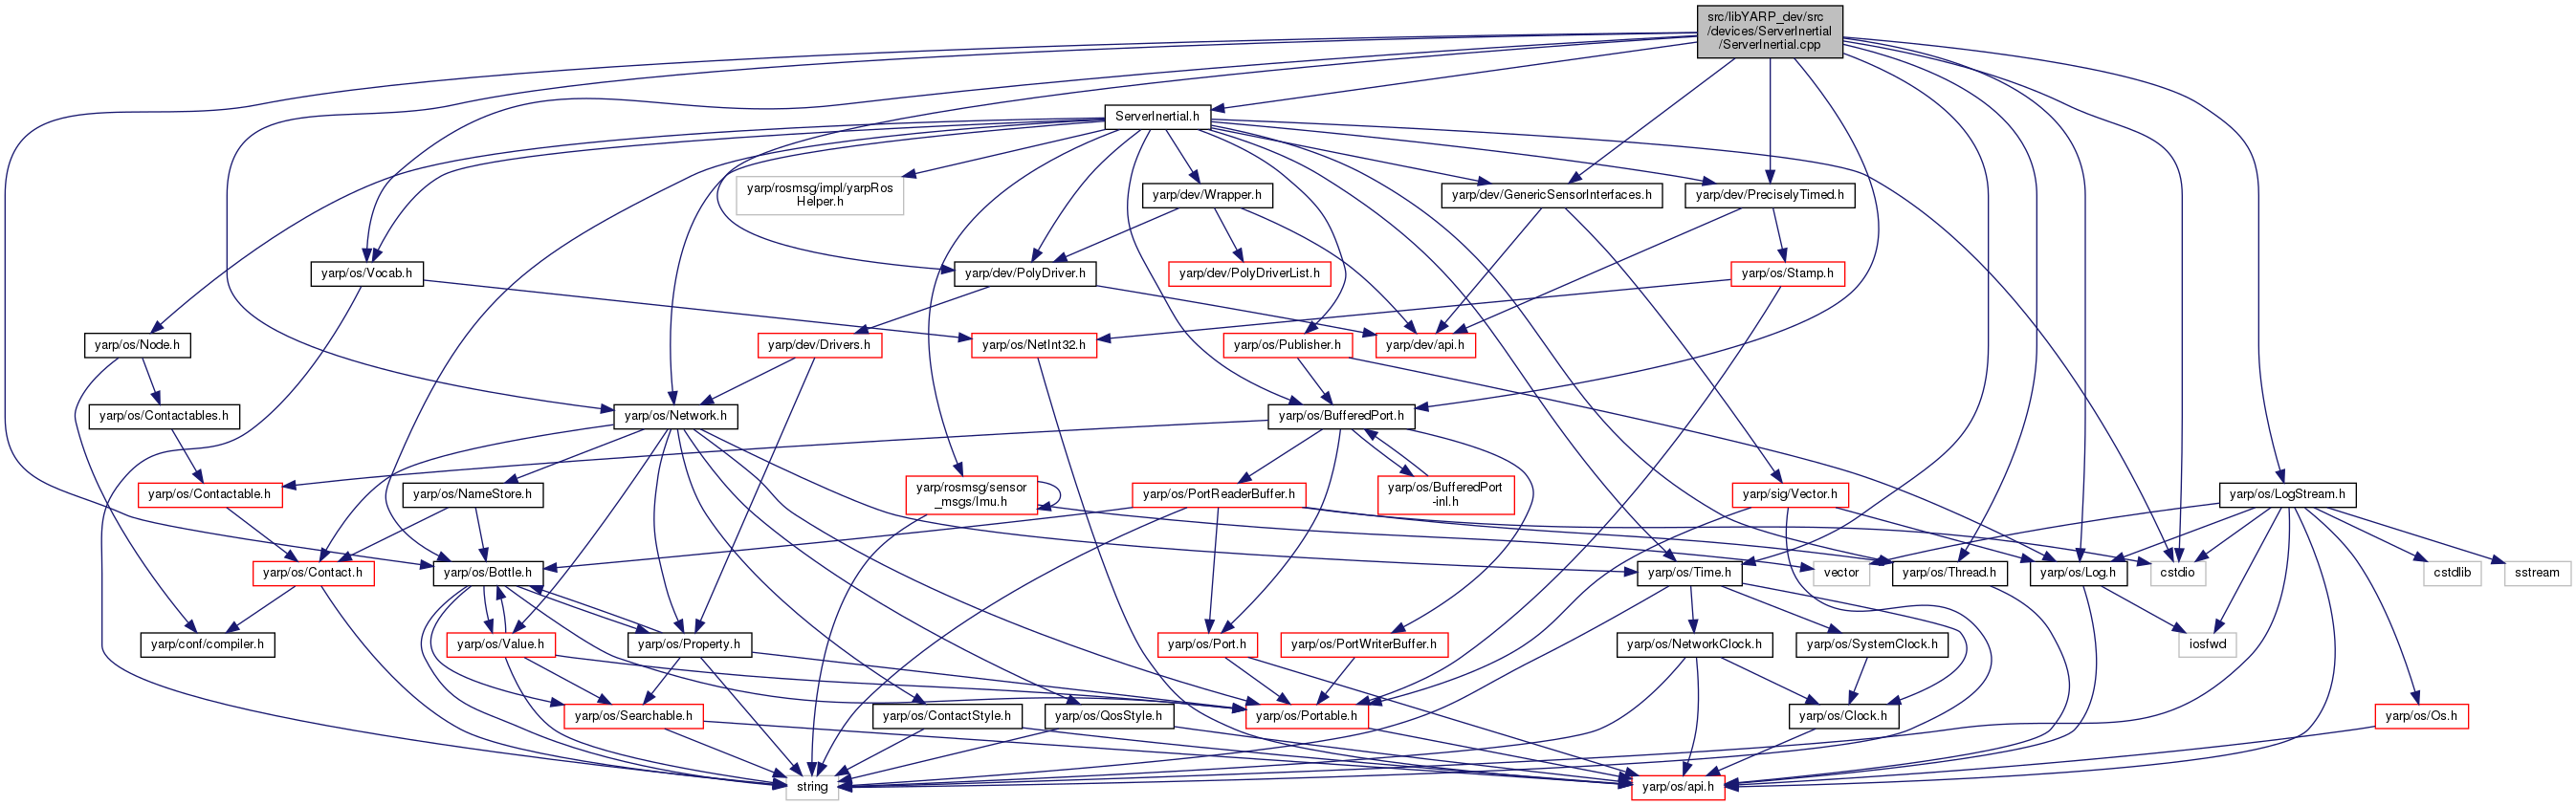 src/libYARP_dev/src
/devices/ServerInertial
/ServerInertial.cpp
ServerInertial.h
yarp/rosmsg/impl/yarpRos
Helper.h
yarp/dev/Wrapper.h
yarp/dev/GenericSensorInterfaces.h
yarp/dev/PreciselyTimed.h
yarp/os/Vocab.h
yarp/dev/PolyDriver.h
yarp/dev/PolyDriverList.h
yarp/os/Stamp.h
yarp/os/Node.h
yarp/dev/Drivers.h
yarp/os/NetInt32.h
yarp/os/Publisher.h
yarp/dev/api.h
yarp/os/Contactables.h
yarp/os/Network.h
yarp/os/BufferedPort.h
yarp/os/Contactable.h
yarp/os/NameStore.h
yarp/rosmsg/sensor
_msgs/Imu.h
yarp/os/PortReaderBuffer.h
yarp/os/BufferedPort
-inl.h
yarp/sig/Vector.h
yarp/os/LogStream.h
yarp/os/Contact.h
yarp/os/Bottle.h
yarp/os/Time.h
vector
yarp/os/Thread.h
yarp/os/Log.h
cstdio
cstdlib
sstream
yarp/conf/compiler.h
yarp/os/Value.h
yarp/os/Property.h
yarp/os/Port.h
yarp/os/PortWriterBuffer.h
yarp/os/NetworkClock.h
yarp/os/SystemClock.h
iosfwd
yarp/os/Searchable.h
yarp/os/ContactStyle.h
yarp/os/QosStyle.h
yarp/os/Portable.h
yarp/os/Clock.h
yarp/os/Os.h
string
yarp/os/api.h